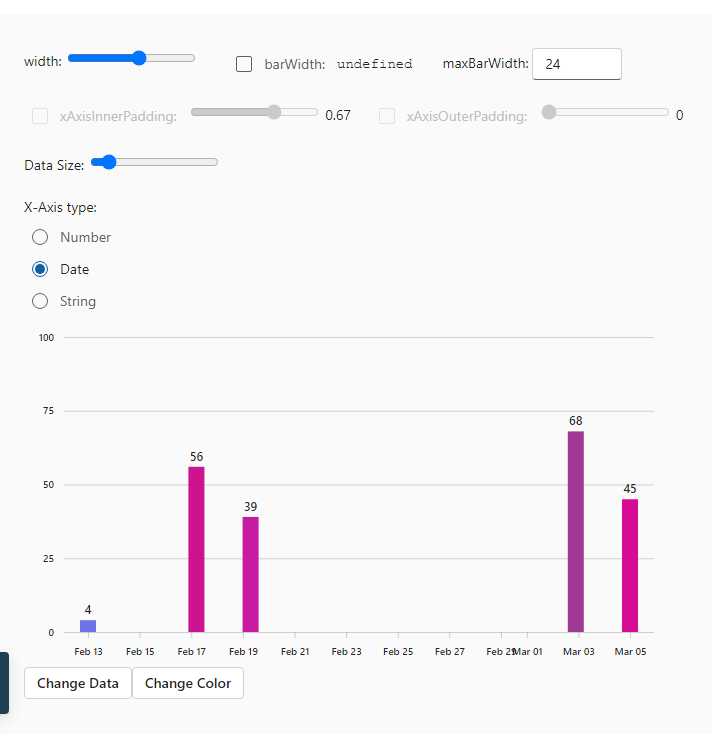 width: barWidth: undefined maxBarWidth: 24
xAxisInnerPadding: 0.67 xAxisOuterPadding: 0
Data Size:
X-Axis type:
Number
Date
String
100
75
50
25
0
4
56
39
68
45
Feb 13 Feb 15 Feb 17 Feb 19 Feb 21 Feb 23 Feb 25 Feb 27 Feb 29 Mar 01 Mar 03 Mar 05
Change Data Change Color